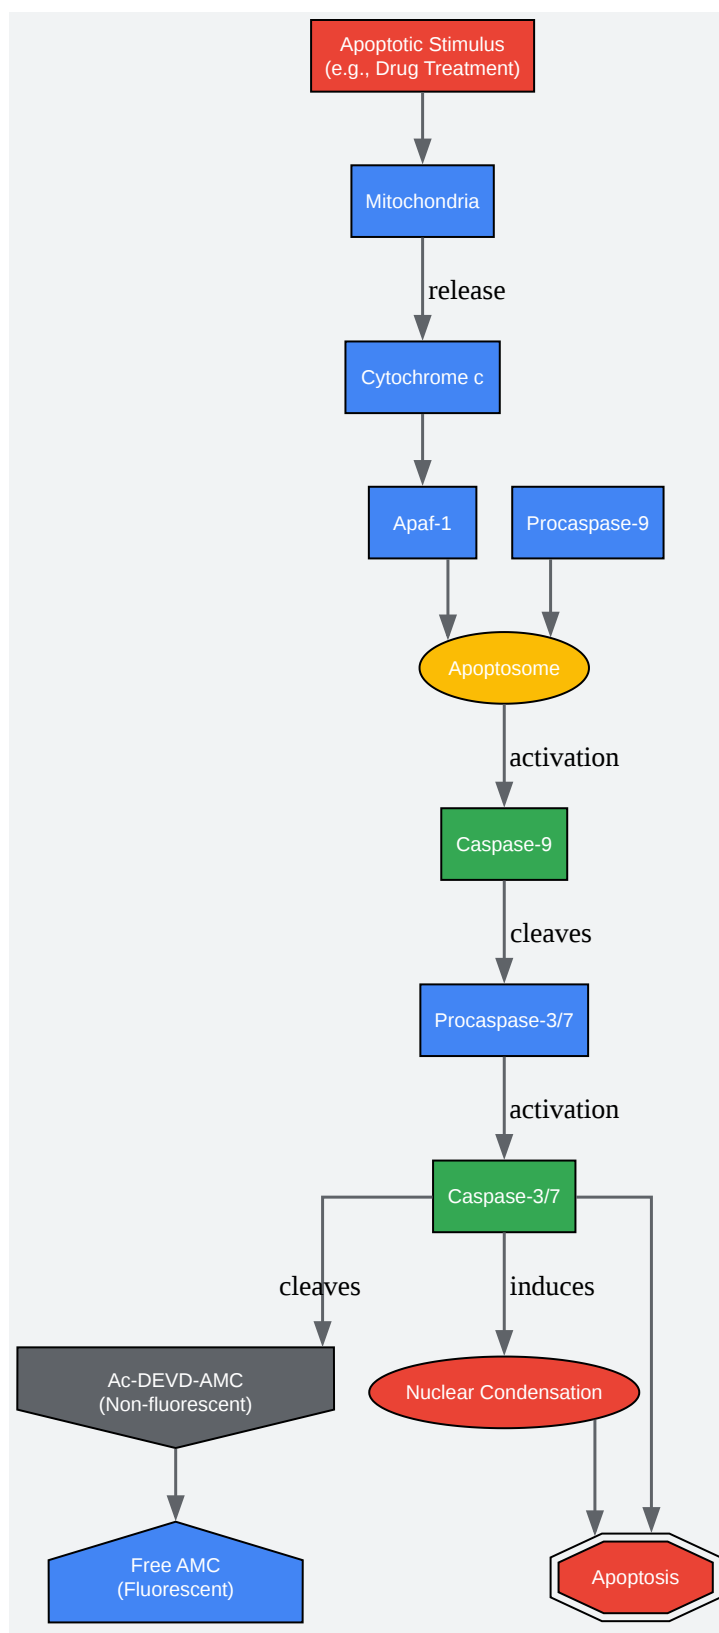 Apoptotic Stimulus
(e.g., Drug Treatment)
Mitochondria
release
Cytochrome c
Apaf-1
Procaspase-9
Apoptosome
activation
Caspase-9
cleaves
Procaspase-3/7
activation
Caspase-3/7
cleaves
induces
Ac-DEVD-AMC
(Non-fluorescent)
Nuclear Condensation
Free AMC
(Fluorescent)
Apoptosis